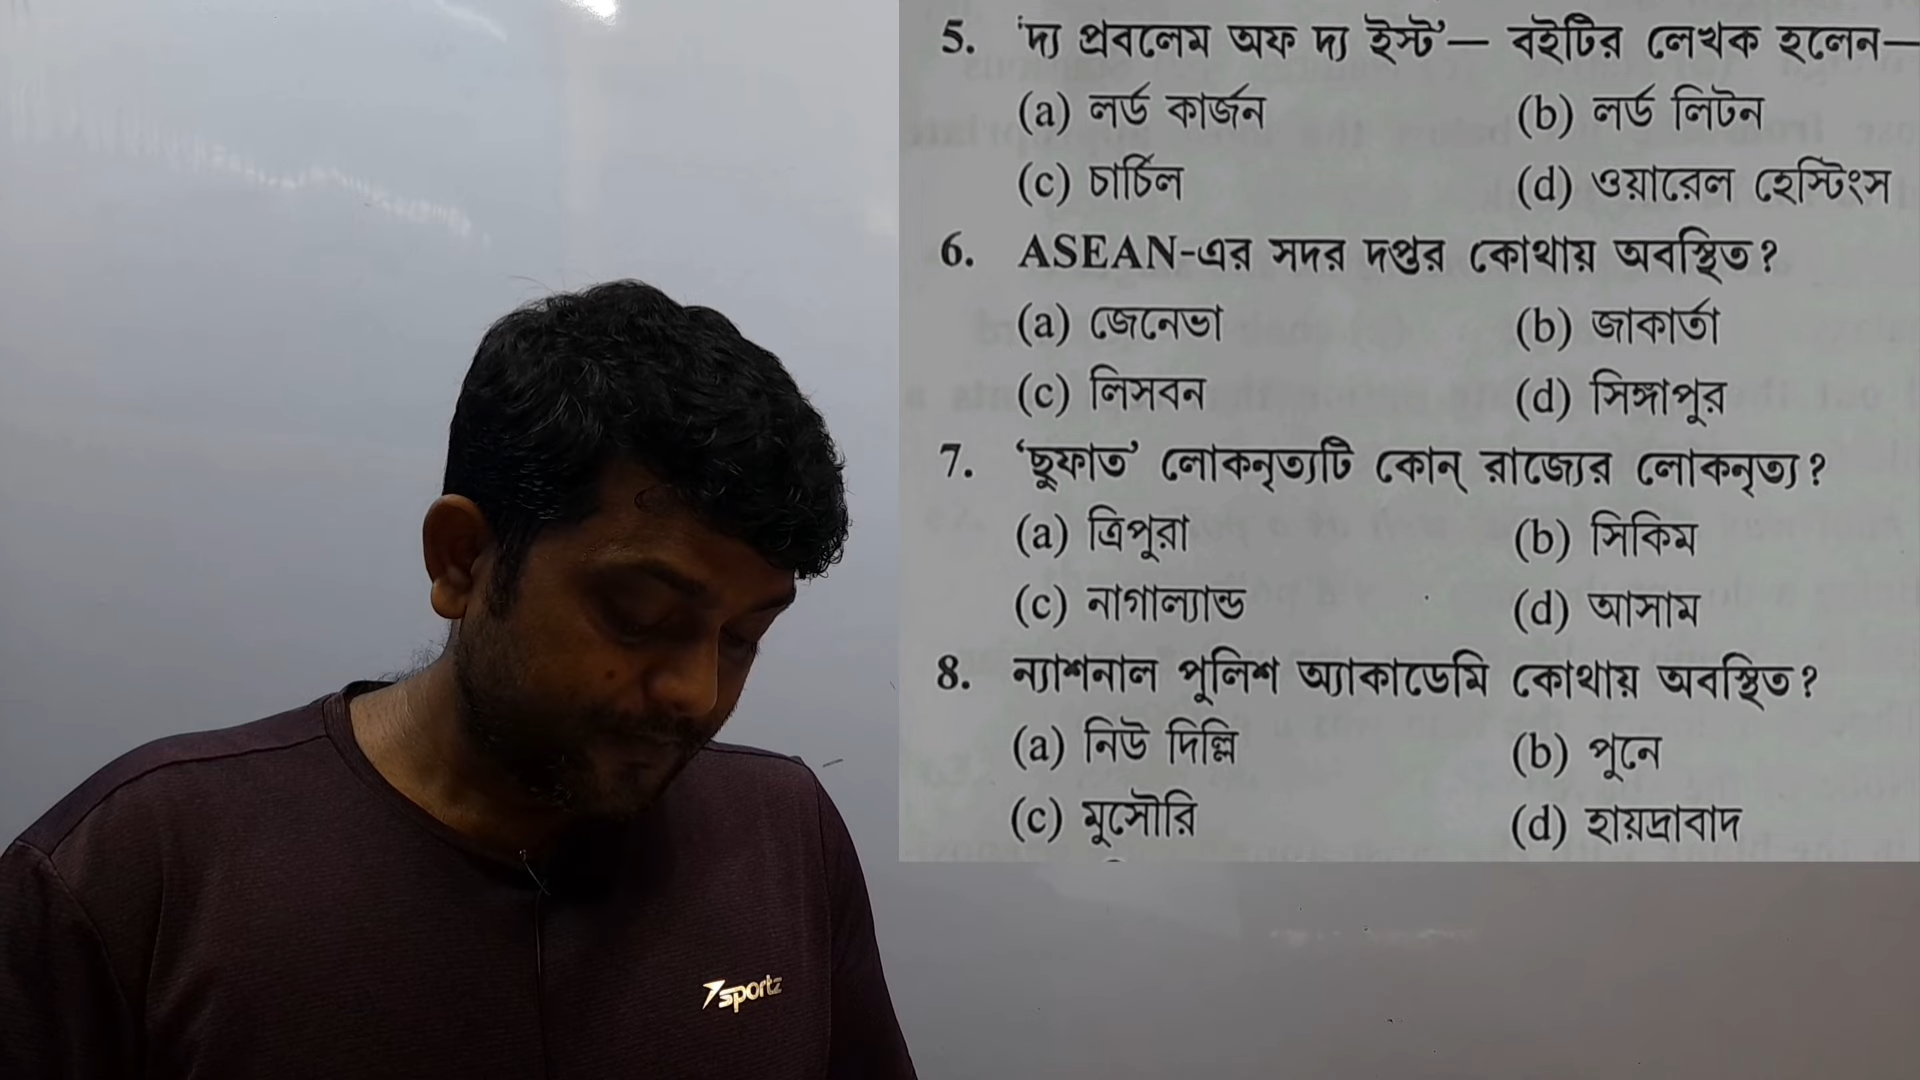 5. 'দ্য প্রবলেম অফ দ্য ইস্ট'— বইটির লেখক হলেন—
(a) লর্ড কার্জন (b) লর্ড লিটন
(c) চার্চিল (d) ওয়ারেল হেস্টিংস
6. ASEAN-এর সদর দপ্তর কোথায় অবস্থিত?
(a) জেনেভা (b) জাকার্তা
(c) লিসবন (d) সিঙ্গাপুর
7. 'ছুফাত' লোকনৃত্যটি কোন্ রাজ্যের লোকনৃত্য?
(a) ত্রিপুরা (b) সিকিম
(c) নাগাল্যান্ড (d) আসাম
8. ন্যাশনাল পুলিশ অ্যাকাডেমি কোথায় অবস্থিত?
(a) নিউ দিল্লি (b) পুনে
(c) মুসৌরি (d) হায়দ্রাবাদ
7sportz